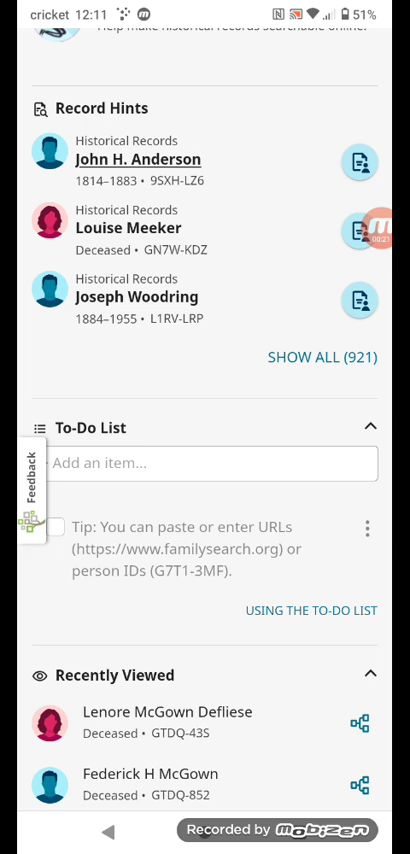 cricket 12:11 51%
Help make historical records searchable online.
Record Hints
Historical Records
John H. Anderson
1814–1883 • 9SXH-LZ6
Historical Records
Louise Meeker
Deceased • GN7W-KDZ
00:21
Historical Records
Joseph Woodring
1884–1955 • L1RV-LRP
SHOW ALL (921)
To-Do List
Add an item...
Feedback
Tip: You can paste or enter URLs
(https://www.familysearch.org) or
person IDs (G7T1-3MF).
USING THE TO-DO LIST
Recently Viewed
Lenore McGown Defliese
Deceased • GTDQ-43S
Federick H McGown
Deceased • GTDQ-852
Recorded by mobizen